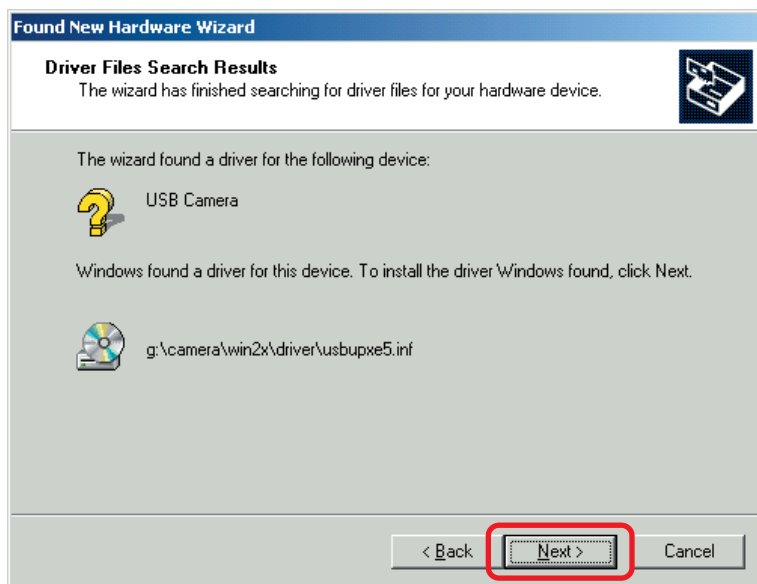 Found New Hardware Wizard
Driver Files Search Results
The wizard has finished searching for driver files for your hardware device.
The wizard found a driver for the following device:
USB Camera
Windows found a driver for this device. To install the driver Windows found, click Next.
g:\camera\win2x\driver\usbupxe5.inf
< Back Next > Cancel